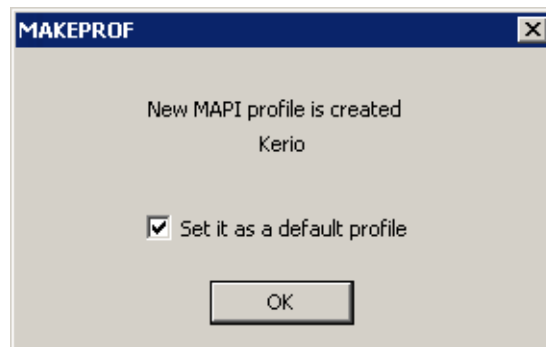 MAKEPROF
New MAPI profile is created
Kerio
Set it as a default profile
OK